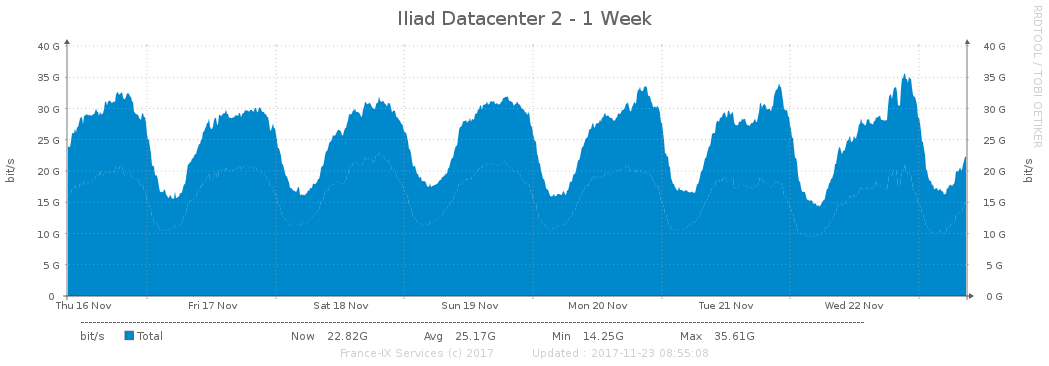 Iliad Datacenter 2 - 1 Week
RRDTOOL / TOBI OETIKER
40 G 40 G
35 G 35 G
30 G 30 G
25 G 25 G
20 G 20 G
15 G 15 G
10 G 10 G
5 G 5 G
0 0 G
bit/s
bit/s
Thu 16 Nov Fri 17 Nov Sat 18 Nov Sun 19 Nov Mon 20 Nov Tue 21 Nov Wed 22 Nov
bit/s Total Now 22.82G Avg 25.17G Min 14.25G Max 35.61G
France-IX Services (c) 2017 Updated : 2017-11-23 08:55:08